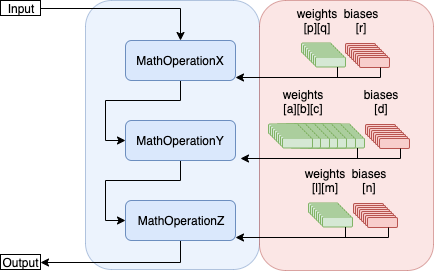 Input
weights biases
[p][q] [r]
MathOperationX
weights biases
[a][b][c] [d]
MathOperationY
weights biases
[l][m] [n]
MathOperationZ
Output